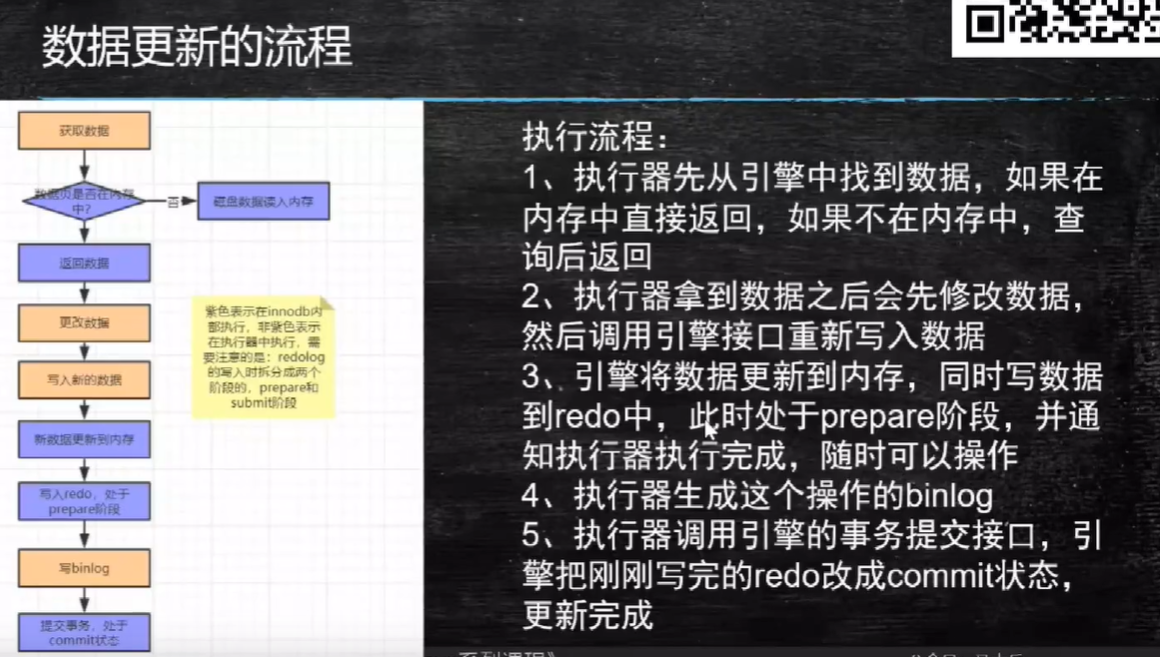 数据更新的流程
获取数据
数据页是否在内存
中?
否
磁盘数据读入内存
返回数据
更改数据
写入新的数据
新数据更新到内存
写入redo，处于
prepare阶段
写binlog
提交事务，处于
commit状态
紫色表示在innodb内
部执行，非紫色表示
在执行器中执行，需
要注意的是：redolog
的写入时拆分成两个
阶段的，prepare和
submit阶段
执行流程：
1、执行器先从引擎中找到数据，如果在
内存中直接返回，如果不在内存中，查
询后返回
2、执行器拿到数据之后会先修改数据，
然后调用引擎接口重新写入数据
3、引擎将数据更新到内存，同时写数据
到redo中，此时处于prepare阶段，并通
知执行器执行完成，随时可以操作
4、执行器生成这个操作的binlog
5、执行器调用引擎的事务提交接口，引
擎把刚刚写完的redo改成commit状态，
更新完成